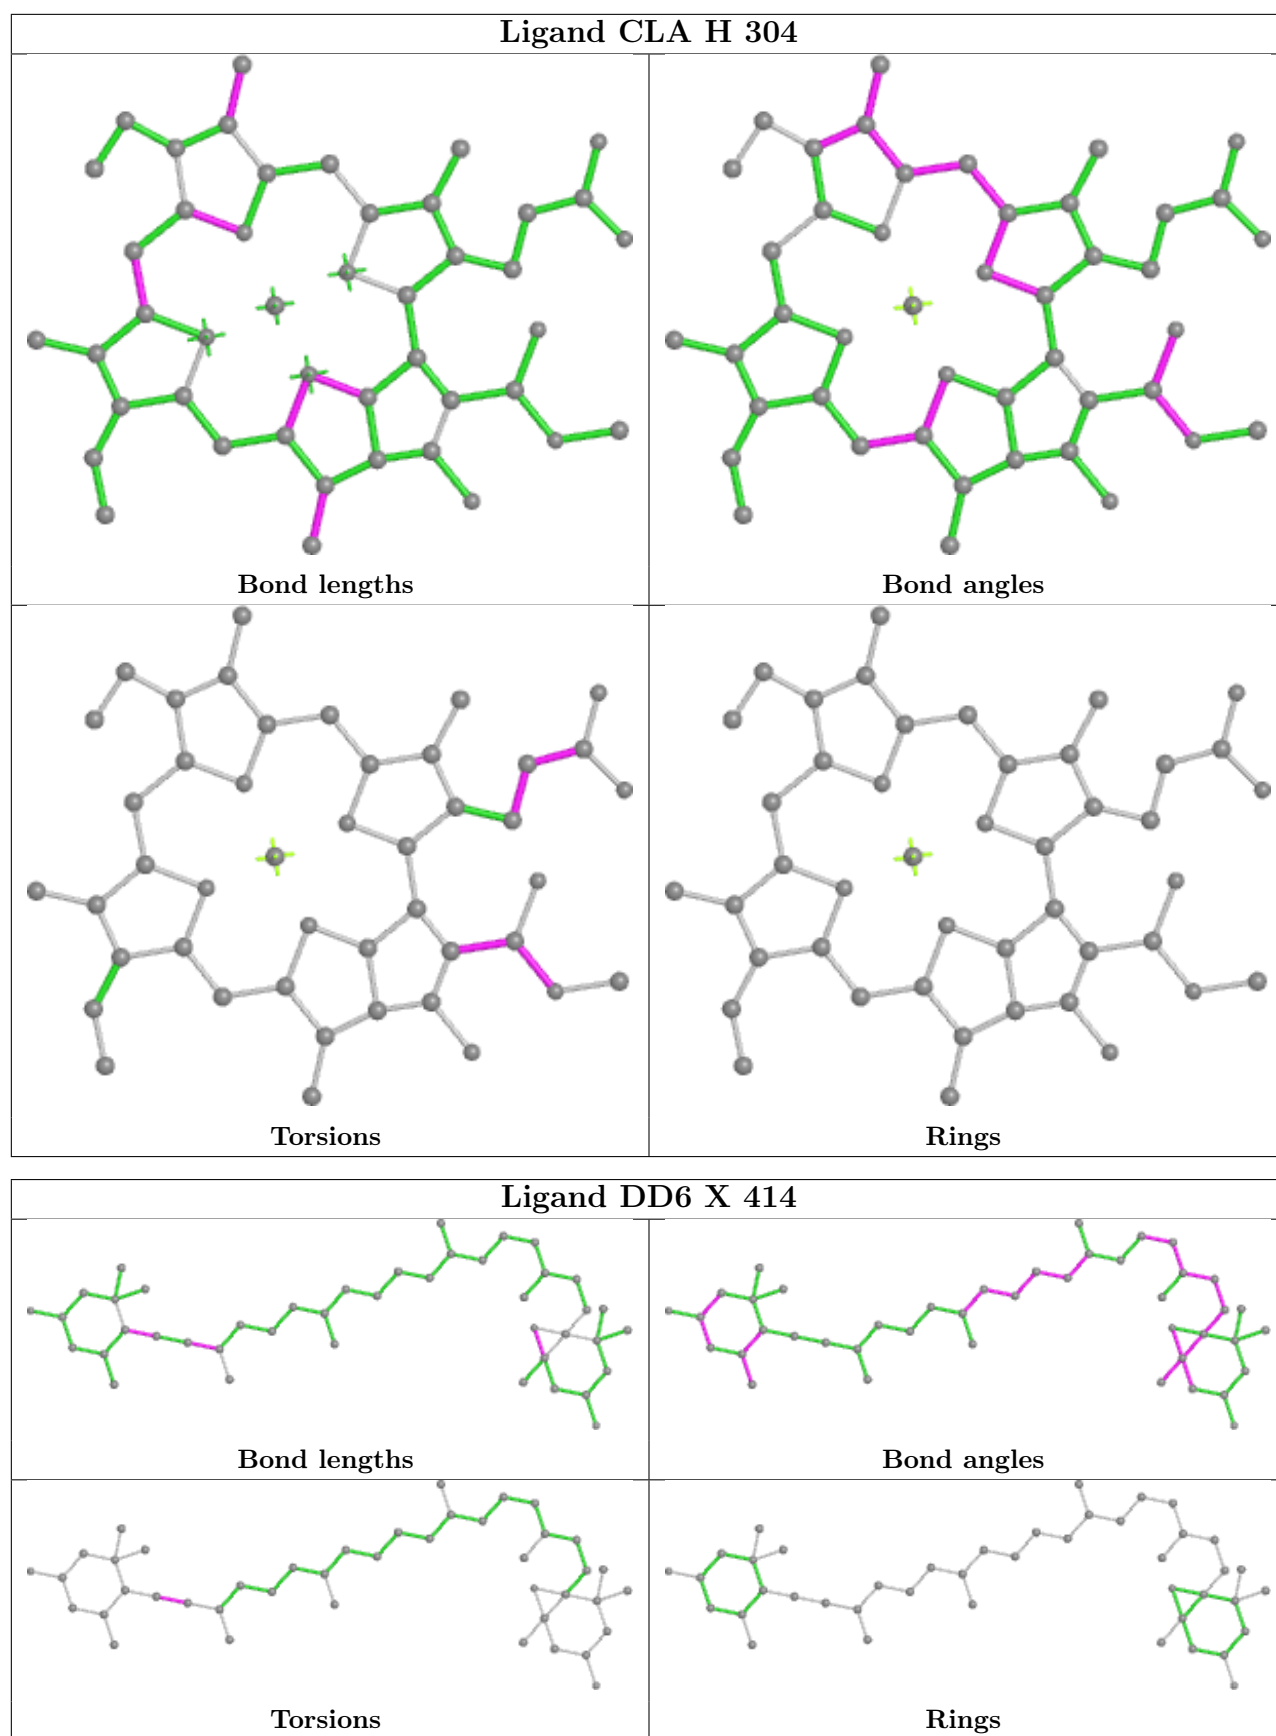 Ligand CLA H 304
Bond lengths
Bond angles
Torsions
Rings
Ligand DD6 X 414
Bond lengths
Bond angles
Torsions
Rings